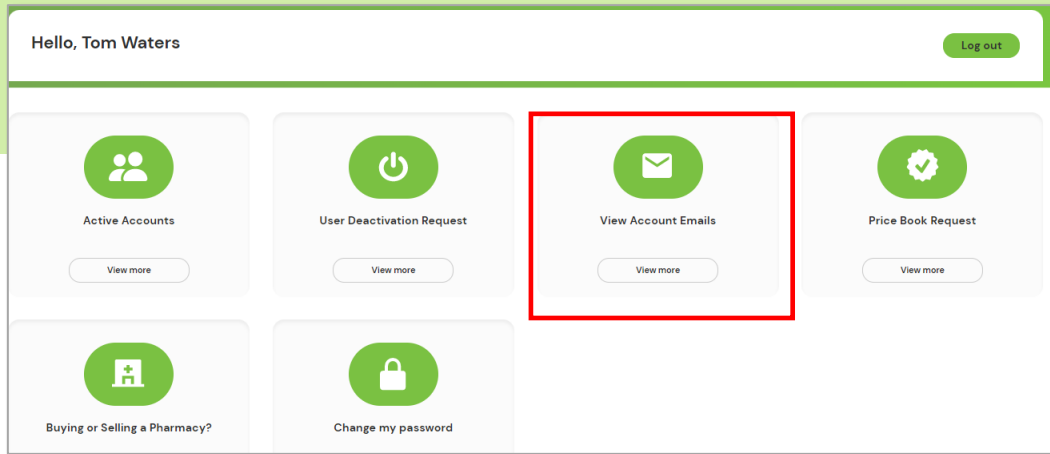 Hello, Tom Waters
Log out
Active Accounts
User Deactivation Request
View Account Emails
Price Book Request
View more
View more
View more
View more
Buying or Selling a Pharmacy?
Change my password